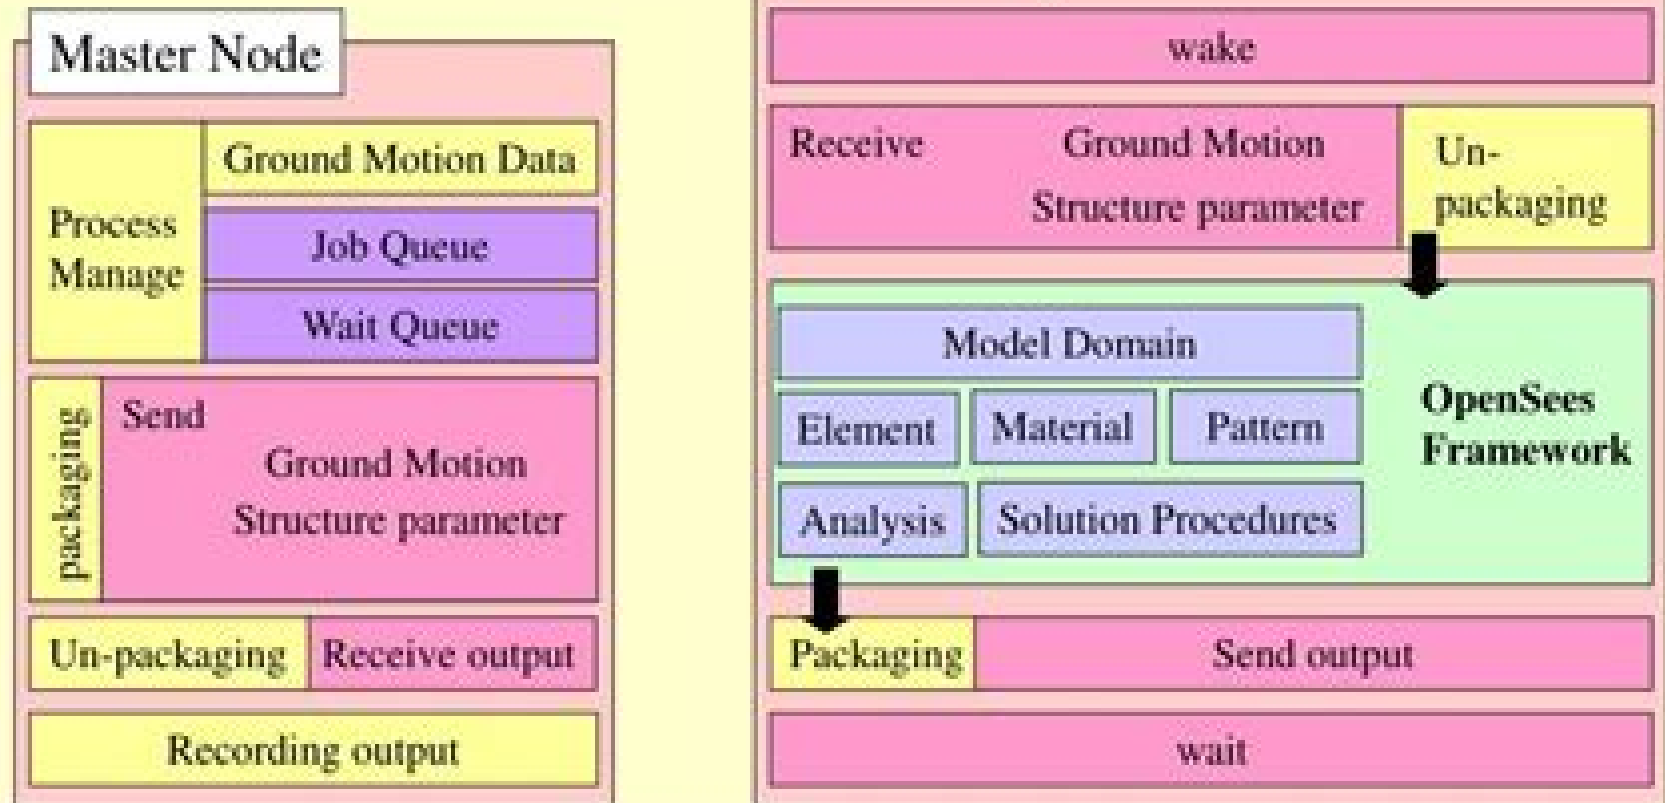 Master Node
Process
Manage
Ground Motion Data
Job Queue
Wait Queue
packaging
Send
Ground Motion
Structure parameter
Un-packaging
Receive output
Recording output
wake
Receive
Ground Motion
Structure parameter
Un-
packaging
Model Domain
Element
Material
Pattern
Analysis
Solution Procedures
OpenSees
Framework
Packaging
Send output
wait